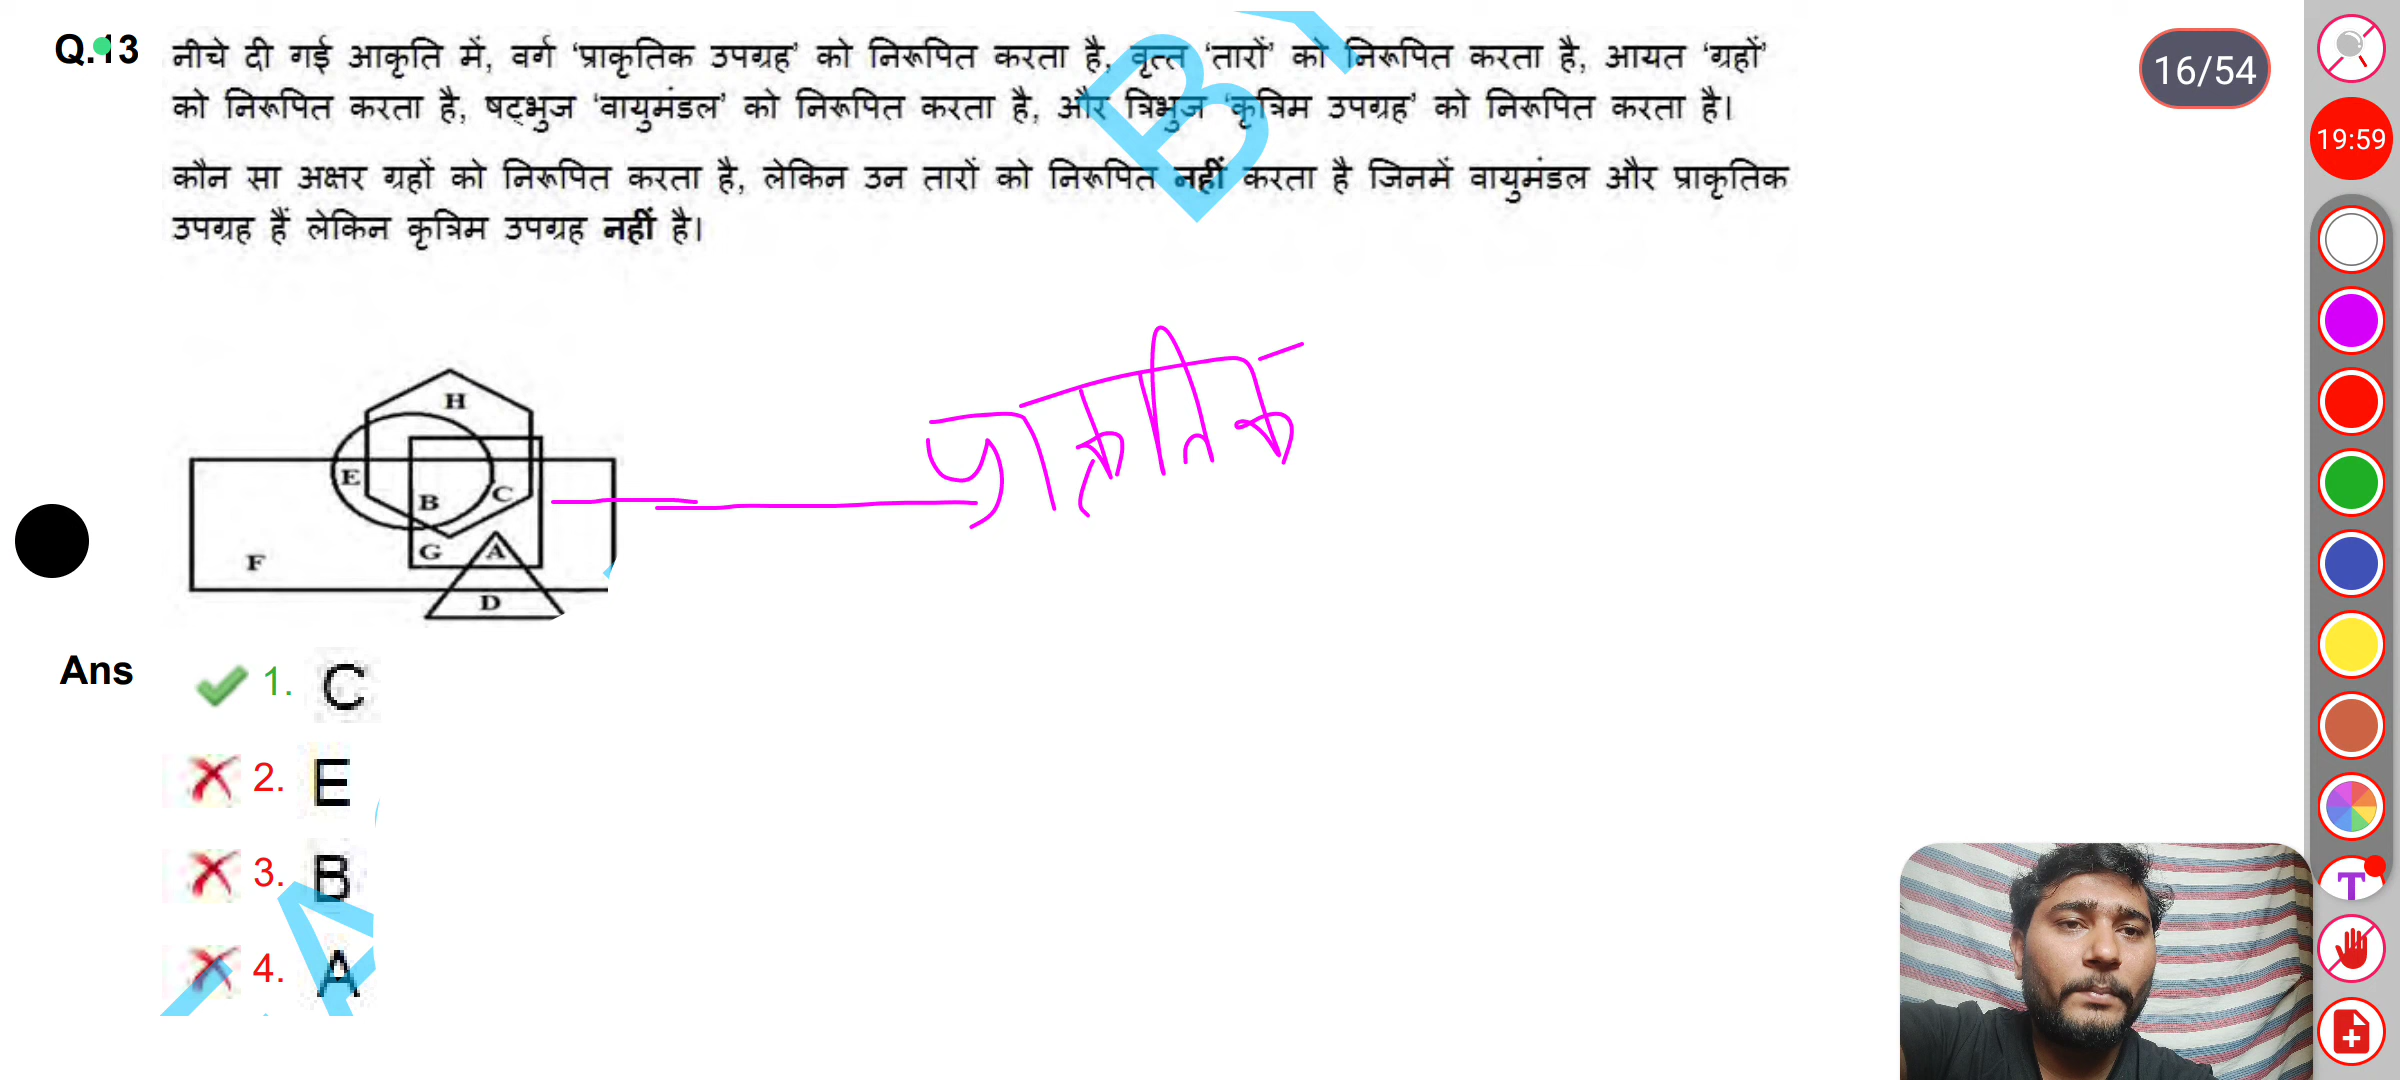 Q.13 नीचे दी गई आकृति में, वर्ग 'प्राकृतिक उपग्रह' को निरूपित करता है, वृत्त 'तारों' को निरूपित करता है, आयत 'ग्रहों'
को निरूपित करता है, षट्भुज 'वायुमंडल' को निरूपित करता है, और त्रिभुज 'कृत्रिम उपग्रह' को निरूपित करता है।
कौन सा अक्षर ग्रहों को निरूपित करता है, लेकिन उन तारों को निरूपित नहीं करता है जिनमें वायुमंडल और प्राकृतिक
उपग्रह हैं लेकिन कृत्रिम उपग्रह नहीं है।
16/54
19:59
B
प्राक्रतिक
H
E
B
C
G
A
F
D
Ans
1. C
2. E
3. B
4. A
A
T